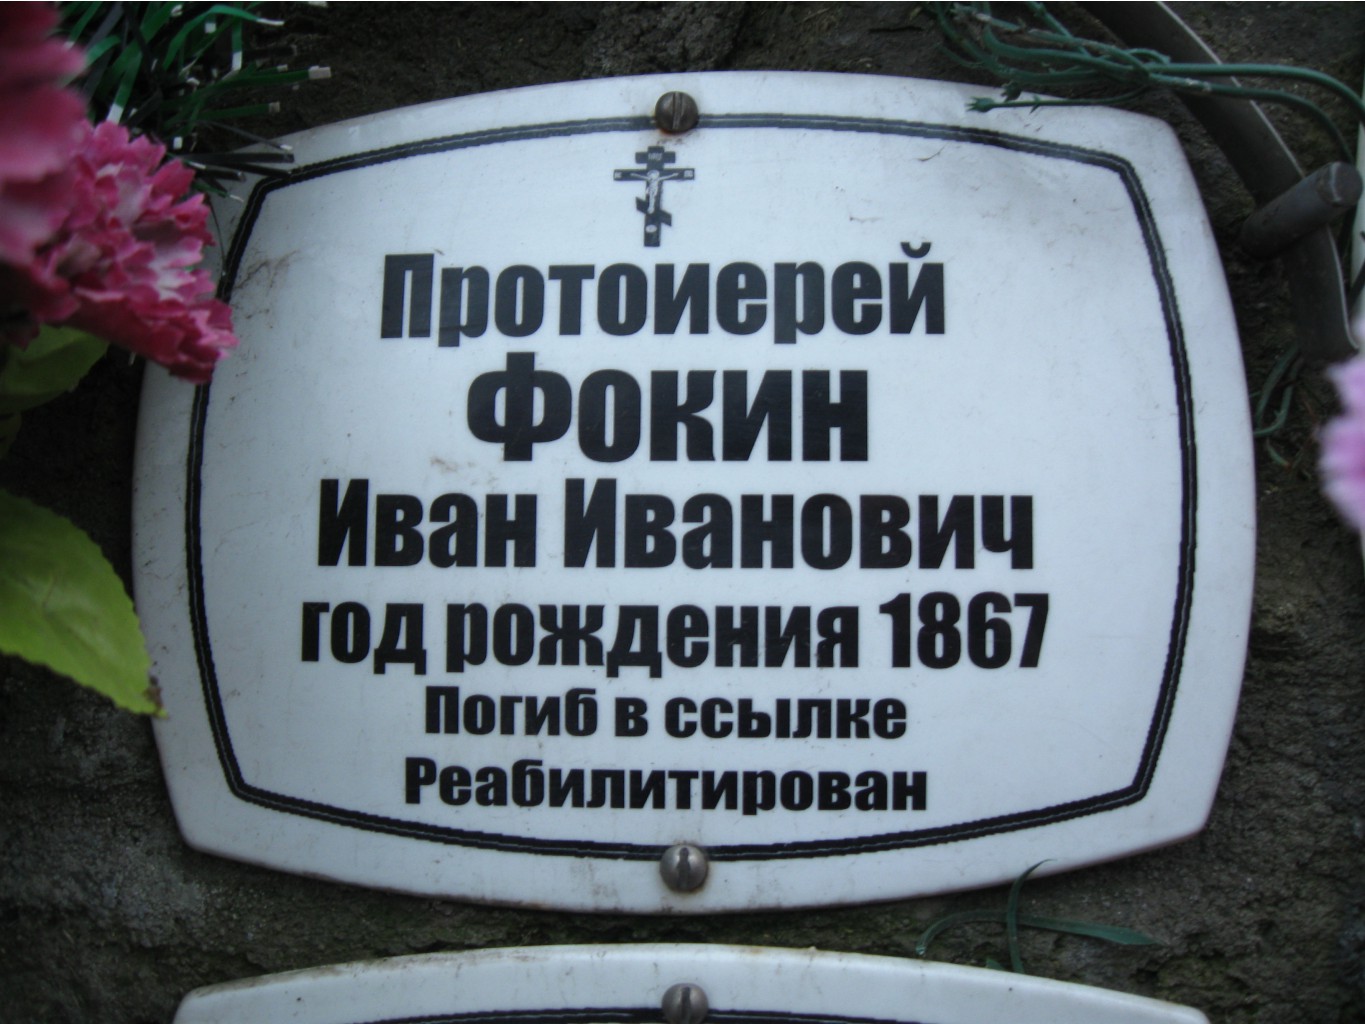 Протоиерей
Фокин
Иван Иванович
год рождения 1867
Погиб в ссылке
Реабилитирован